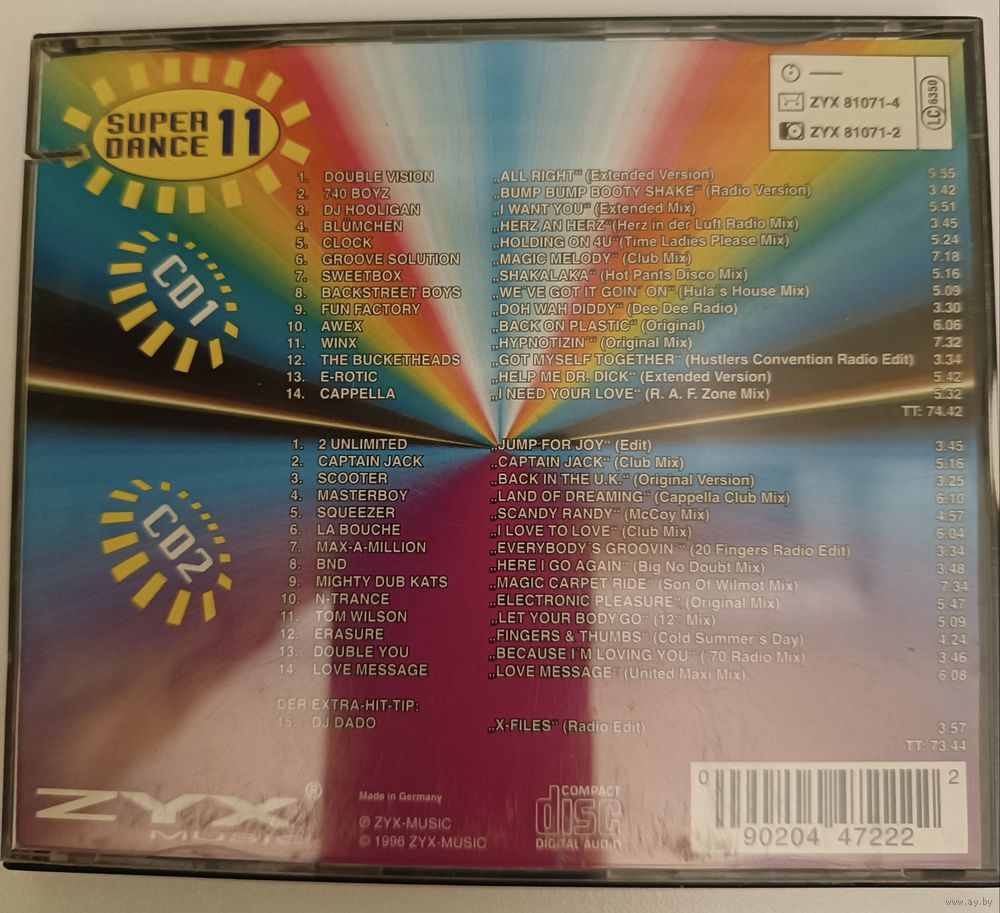 SUPER DANCE 11
ZYX 81071-4
ZYX 81071-2
LC 6350
CD1
1. DOUBLE VISION „ALL RIGHT“ (Extended Version) 5.55
2. 740 BOYZ „BUMP BUMP BOOTY SHAKE“ (Radio Version) 3.42
3. DJ HOOLIGAN „I WANT YOU“ (Extended Mix) 5.51
4. BLÜMCHEN „HERZ AN HERZ“(Herz in der Luft Radio Mix) 3.45
5. CLOCK „HOLDING ON 4U“(Time Ladies Please Mix) 5.24
6. GROOVE SOLUTION „MAGIC MELODY“ (Club Mix) 7.18
7. SWEETBOX „SHAKALAKA“ (Hot Pants Disco Mix) 5.16
8. BACKSTREET BOYS „WE´VE GOT IT GOIN´ ON“ (Hula´s House Mix) 5.09
9. FUN FACTORY „DOH WAH DIDDY“ (Dee Dee Radio) 3.30
10. AWEX „BACK ON PLASTIC“ (Original) 6.06
11. WINX „HYPNOTIZIN´“ (Original Mix) 7.32
12. THE BUCKETHEADS „GOT MYSELF TOGETHER“ (Hustlers Convention Radio Edit) 3.34
13. E-ROTIC „HELP ME DR. DICK“ (Extended Version) 5.42
14. CAPPELLA „I NEED YOUR LOVE“ (R. A. F. Zone Mix) 5.32
TT: 74.42
CD2
1. 2 UNLIMITED „JUMP FOR JOY“ (Edit) 3.45
2. CAPTAIN JACK „CAPTAIN JACK“ (Club Mix) 5.16
3. SCOOTER „BACK IN THE U.K.“ (Original Version) 3.25
4. MASTERBOY „LAND OF DREAMING“ (Cappella Club Mix) 6.10
5. SQUEEZER „SCANDY RANDY“ (McCoy Mix) 4.57
6. LA BOUCHE „I LOVE TO LOVE“ (Club Mix) 6.04
7. MAX-A-MILLION „EVERYBODY´S GROOVIN´“ (20 Fingers Radio Edit) 3.34
8. BND „HERE I GO AGAIN“ (Big No Doubt Mix) 3.48
9. MIGHTY DUB KATS „MAGIC CARPET RIDE“ (Son Of Wilmot Mix) 7.34
10. N-TRANCE „ELECTRONIC PLEASURE“ (Original Mix) 5.47
11. TOM WILSON „LET YOUR BODY GO“ (12“ Mix) 5.09
12. ERASURE „FINGERS & THUMBS“ (Cold Summer´s Day) 4.24
13. DOUBLE YOU „BECAUSE I´M LOVING YOU“ (´70 Radio Mix) 3.46
14. LOVE MESSAGE „LOVE MESSAGE“ (United Maxi Mix) 6.08
DER EXTRA-HIT-TIP:
15. DJ DADO „X-FILES“ (Radio Edit) 3.57
TT: 73.44
ZYX®
MUSIC
Made in Germany
℗ ZYX-MUSIC
© 1996 ZYX-MUSIC
COMPACT
disc
DIGITAL AUDIO
0 90204 47222 2
www.ay.by